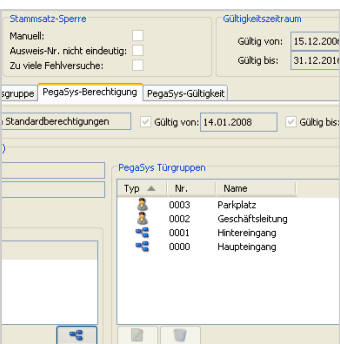 Stammsatz-Sperre
Gültigkeitszeitraum
Manuell:
Gültig von: 15.12.2006
Ausweis-Nr. nicht eindeutig:
Gültig bis: 31.12.2016
Zu viele Fehlversuche:
sgruppe PegaSys-Berechtigung PegaSys-Gültigkeit
Standardberechtigungen Gültig von: 14.01.2008 Gültig bis:
)
PegaSys Türgruppen
Typ Nr. Name
0003 Parkplatz
0002 Geschäftsleitung
0001 Hintereingang
0000 Haupteingang